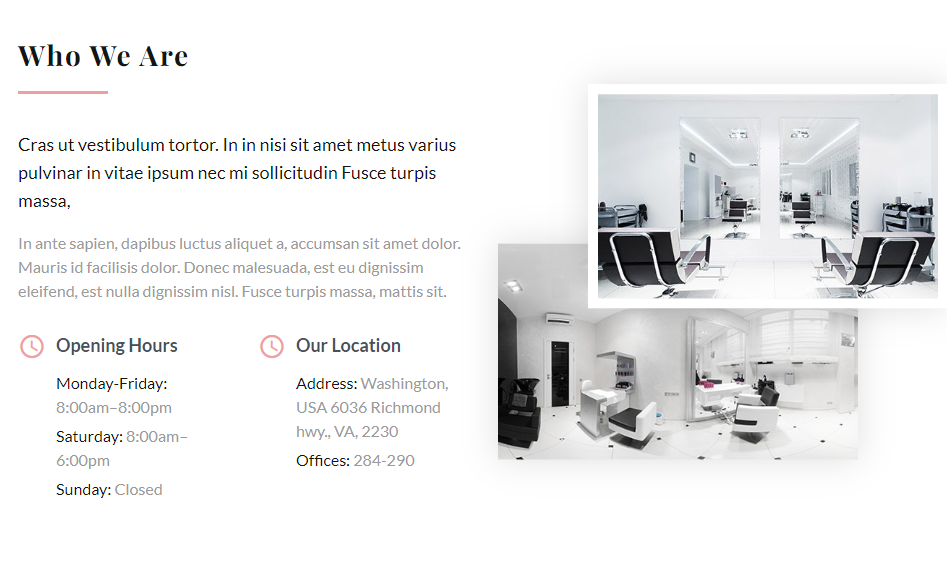 Who We Are
Cras ut vestibulum tortor. In in nisi sit amet metus varius
pulvinar in vitae ipsum nec mi sollicitudin Fusce turpis
massa,
In ante sapien, dapibus luctus aliquet a, accumsan sit amet dolor.
Mauris id facilisis dolor. Donec malesuada, est eu dignissim
eleifend, est nulla dignissim nisl. Fusce turpis massa, mattis sit.
Opening Hours
Monday-Friday:
8:00am–8:00pm
Saturday: 8:00am–
6:00pm
Sunday: Closed
Our Location
Address: Washington,
USA 6036 Richmond
hwy., VA, 2230
Offices: 284-290